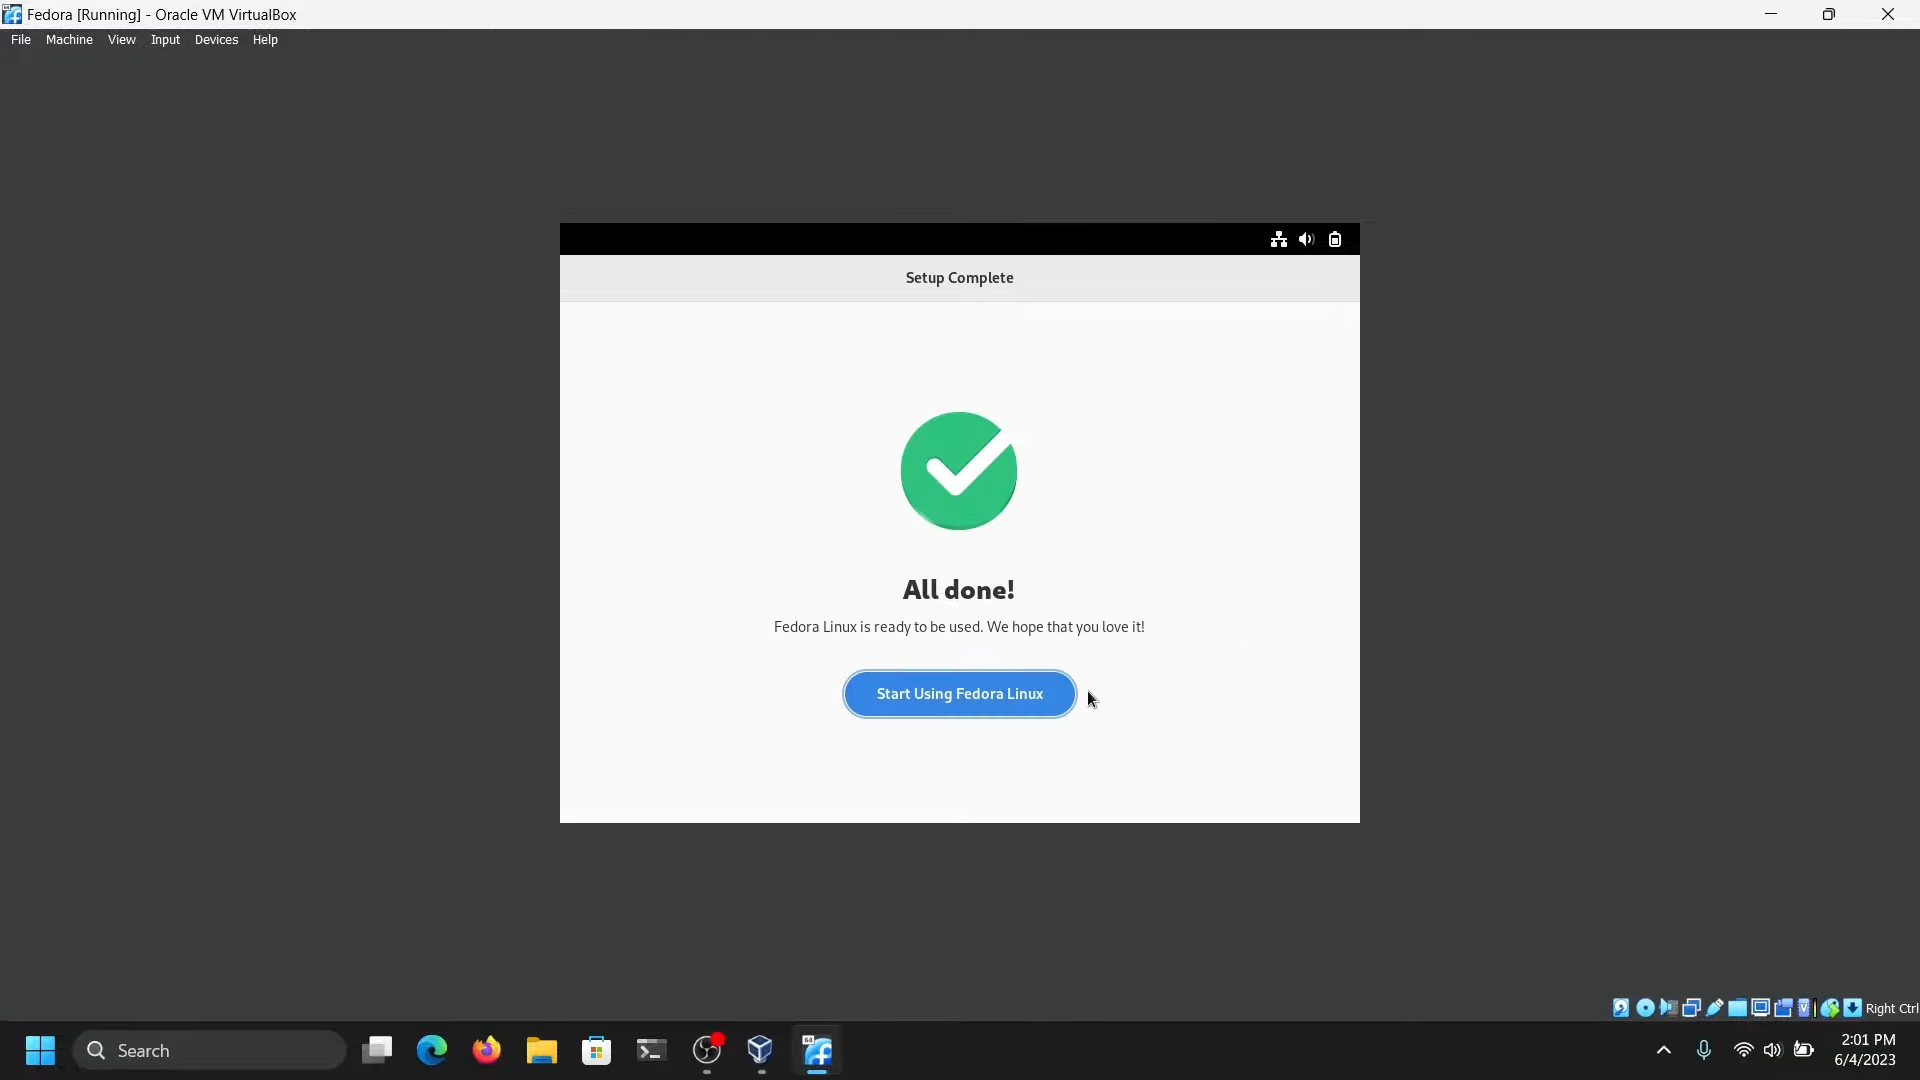 Fedora [Running] - Oracle VM VirtualBox
File Machine View Input Devices Help
Setup Complete
All done!
Fedora Linux is ready to be used. We hope that you love it!
Start Using Fedora Linux
Right Ctrl
Search
2:01 PM
6/4/2023